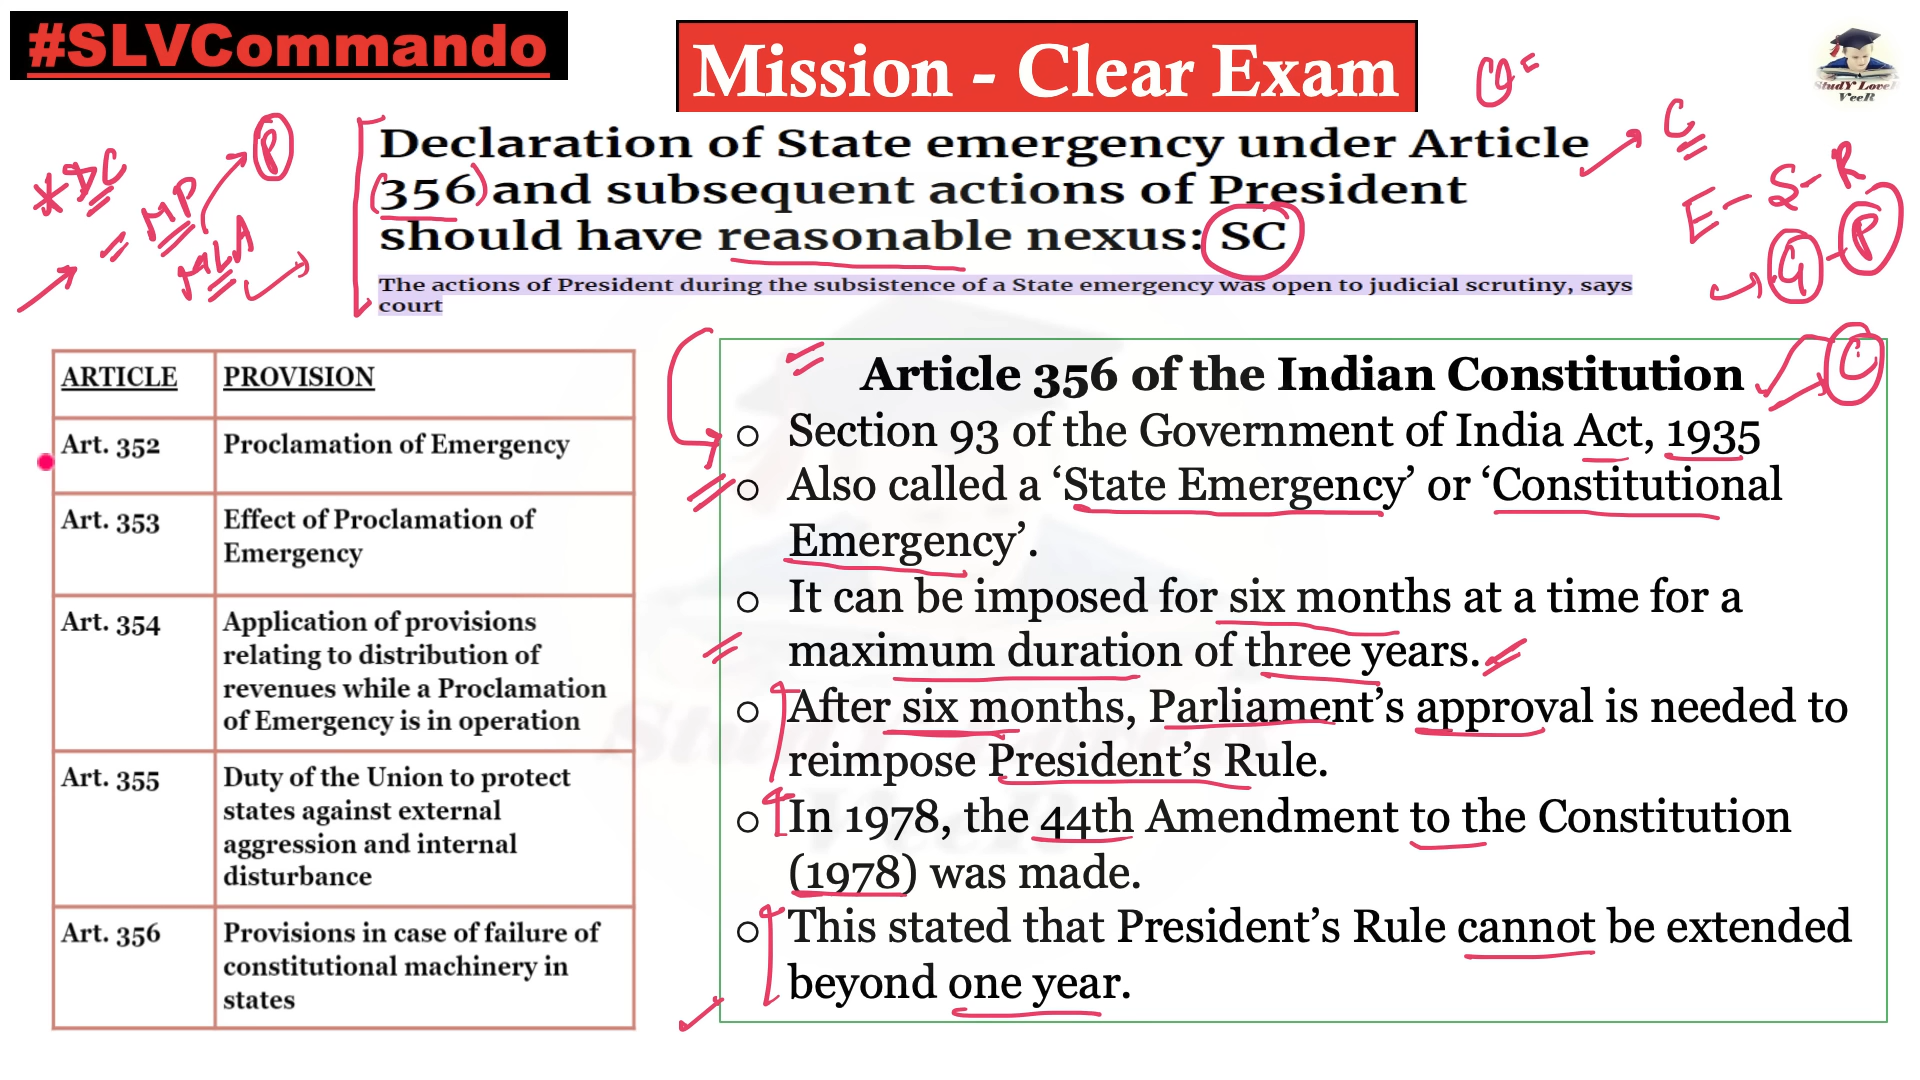 #SLVCommando
Mission - Clear Exam
StudY LoveR
VeeR
Declaration of State emergency under Article
356 and subsequent actions of President
should have reasonable nexus: SC
The actions of President during the subsistence of a State emergency was open to judicial scrutiny, says
court
P
MP
MLA
C
E - S - R
G - P
ARTICLE PROVISION
Art. 352 Proclamation of Emergency
Art. 353 Effect of Proclamation of
Emergency
Art. 354 Application of provisions
relating to distribution of
revenues while a Proclamation
of Emergency is in operation
Art. 355 Duty of the Union to protect
states against external
aggression and internal
disturbance
Art. 356 Provisions in case of failure of
constitutional machinery in
states
Article 356 of the Indian Constitution
C
Section 93 of the Government of India Act, 1935
Also called a ‘State Emergency’ or ‘Constitutional
Emergency’.
It can be imposed for six months at a time for a
maximum duration of three years.
After six months, Parliament’s approval is needed to
reimpose President’s Rule.
In 1978, the 44th Amendment to the Constitution
(1978) was made.
This stated that President’s Rule cannot be extended
beyond one year.